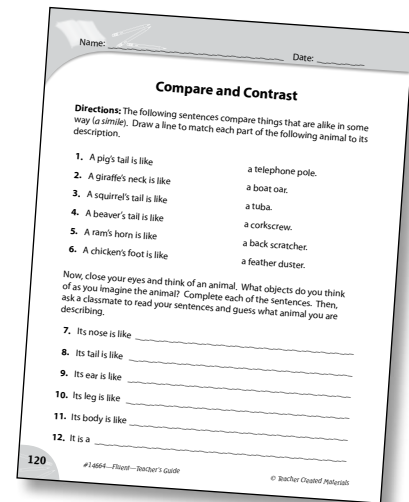 Name:
Date:
Compare and Contrast
Directions: The following sentences compare things that are alike in some
way (a simile). Draw a line to match each part of the following animal to its
description.
1. A pig's tail is like a telephone pole.
2. A giraffe's neck is like a boat oar.
3. A squirrel's tail is like a tuba.
4. A beaver's tail is like a corkscrew.
5. A ram's horn is like a back scratcher.
6. A chicken's foot is like a feather duster.
Now, close your eyes and think of an animal. What objects do you think
of as you imagine the animal? Complete each of the sentences. Then,
ask a classmate to read your sentences and guess what animal you are
describing.
7. Its nose is like
8. Its tail is like
9. Its ear is like
10. Its leg is like
11. Its body is like
12. It is a
120
#14664—Fluent—Teacher's Guide
© Teacher Created Materials